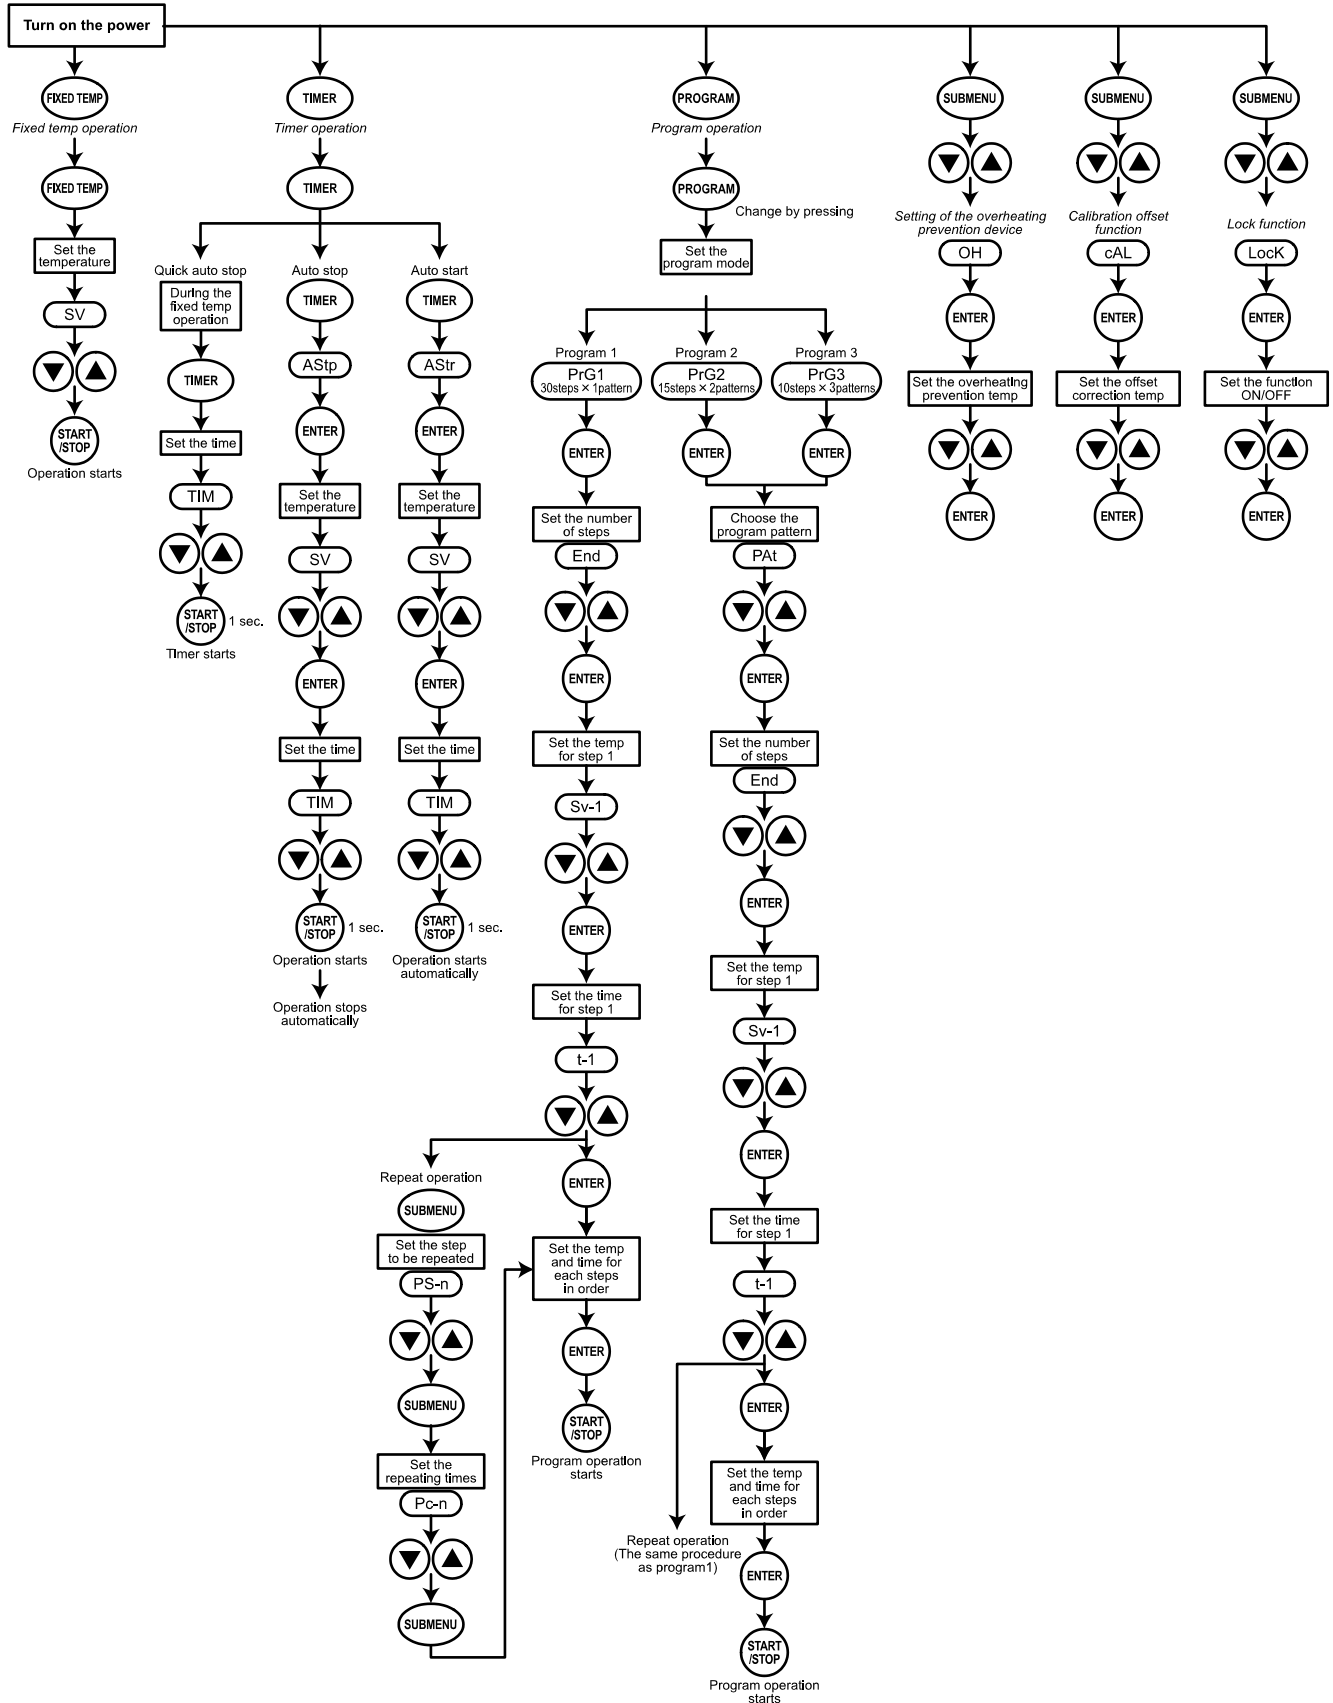 Turn on the power
FIXED TEMP
Fixed temp operation
FIXED TEMP
Set the
temperature
SV
START
/STOP
Operation starts
TIMER
Timer operation
TIMER
Quick auto stop
During the
fixed temp
operation
TIMER
Set the time
TIM
START
/STOP
1 sec.
Timer starts
Auto stop
TIMER
AStp
ENTER
Set the
temperature
SV
ENTER
Set the time
TIM
START
/STOP
1 sec.
Operation starts
Operation stops
automatically
Auto start
TIMER
AStr
ENTER
Set the
temperature
SV
ENTER
Set the time
TIM
START
/STOP
1 sec.
Operation starts
automatically
PROGRAM
Program operation
PROGRAM
Change by pressing
Set the
program mode
Program 1
PrG1
30steps × 1pattern
ENTER
Set the number
of steps
End
ENTER
Set the temp
for step 1
Sv-1
ENTER
Set the time
for step 1
t-1
Repeat operation
SUBMENU
Set the step
to be repeated
PS-n
SUBMENU
Set the
repeating times
Pc-n
SUBMENU
ENTER
Set the temp
and time for
each steps
in order
ENTER
START
/STOP
Program operation
starts
Program 2
PrG2
15steps × 2patterns
ENTER
Program 3
PrG3
10steps × 3patterns
ENTER
Choose the
program pattern
PAt
ENTER
Set the number
of steps
End
ENTER
Set the temp
for step 1
Sv-1
ENTER
Set the time
for step 1
t-1
Repeat operation
(The same procedure
as program1)
ENTER
Set the temp
and time for
each steps
in order
ENTER
START
/STOP
Program operation
starts
SUBMENU
Setting of the overheating
prevention device
OH
ENTER
Set the overheating
prevention temp
ENTER
SUBMENU
Calibration offset
function
cAL
ENTER
Set the offset
correction temp
ENTER
SUBMENU
Lock function
LocK
ENTER
Set the function
ON/OFF
ENTER